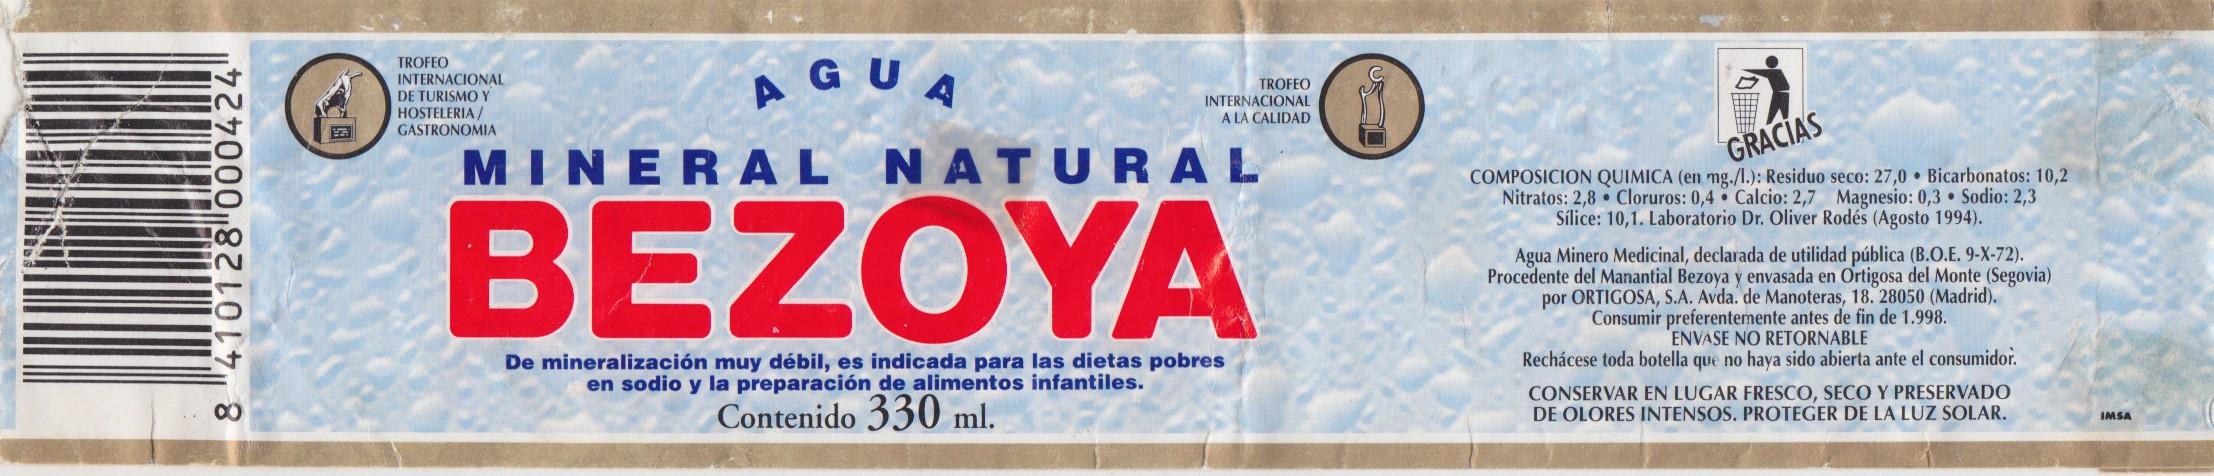 8 410128 000424
TROFEO
INTERNACIONAL
DE TURISMO Y
HOSTELERIA /
GASTRONOMIA
AGUA
MINERAL NATURAL
BEZOYA
De mineralización muy débil, es indicada para las dietas pobres
en sodio y la preparación de alimentos infantiles.
Contenido 330 ml.
TROFEO
INTERNACIONAL
A LA CALIDAD
GRACIAS
COMPOSICION QUIMICA (en mg./l.): Residuo seco: 27,0 • Bicarbonatos: 10,2
Nitratos: 2,8 • Cloruros: 0,4 • Calcio: 2,7 Magnesio: 0,3 • Sodio: 2,3
Sílice: 10,1. Laboratorio Dr. Oliver Rodés (Agosto 1994).
Agua Minero Medicinal, declarada de utilidad pública (B.O.E. 9-X-72).
Procedente del Manantial Bezoya y envasada en Ortigosa del Monte (Segovia)
por ORTIGOSA, S.A. Avda. de Manoteras, 18. 28050 (Madrid).
Consumir preferentemente antes de fin de 1.998.
ENVASE NO RETORNABLE
Rechácese toda botella que no haya sido abierta ante el consumidor.
CONSERVAR EN LUGAR FRESCO, SECO Y PRESERVADO
DE OLORES INTENSOS. PROTEGER DE LA LUZ SOLAR.
IMSA